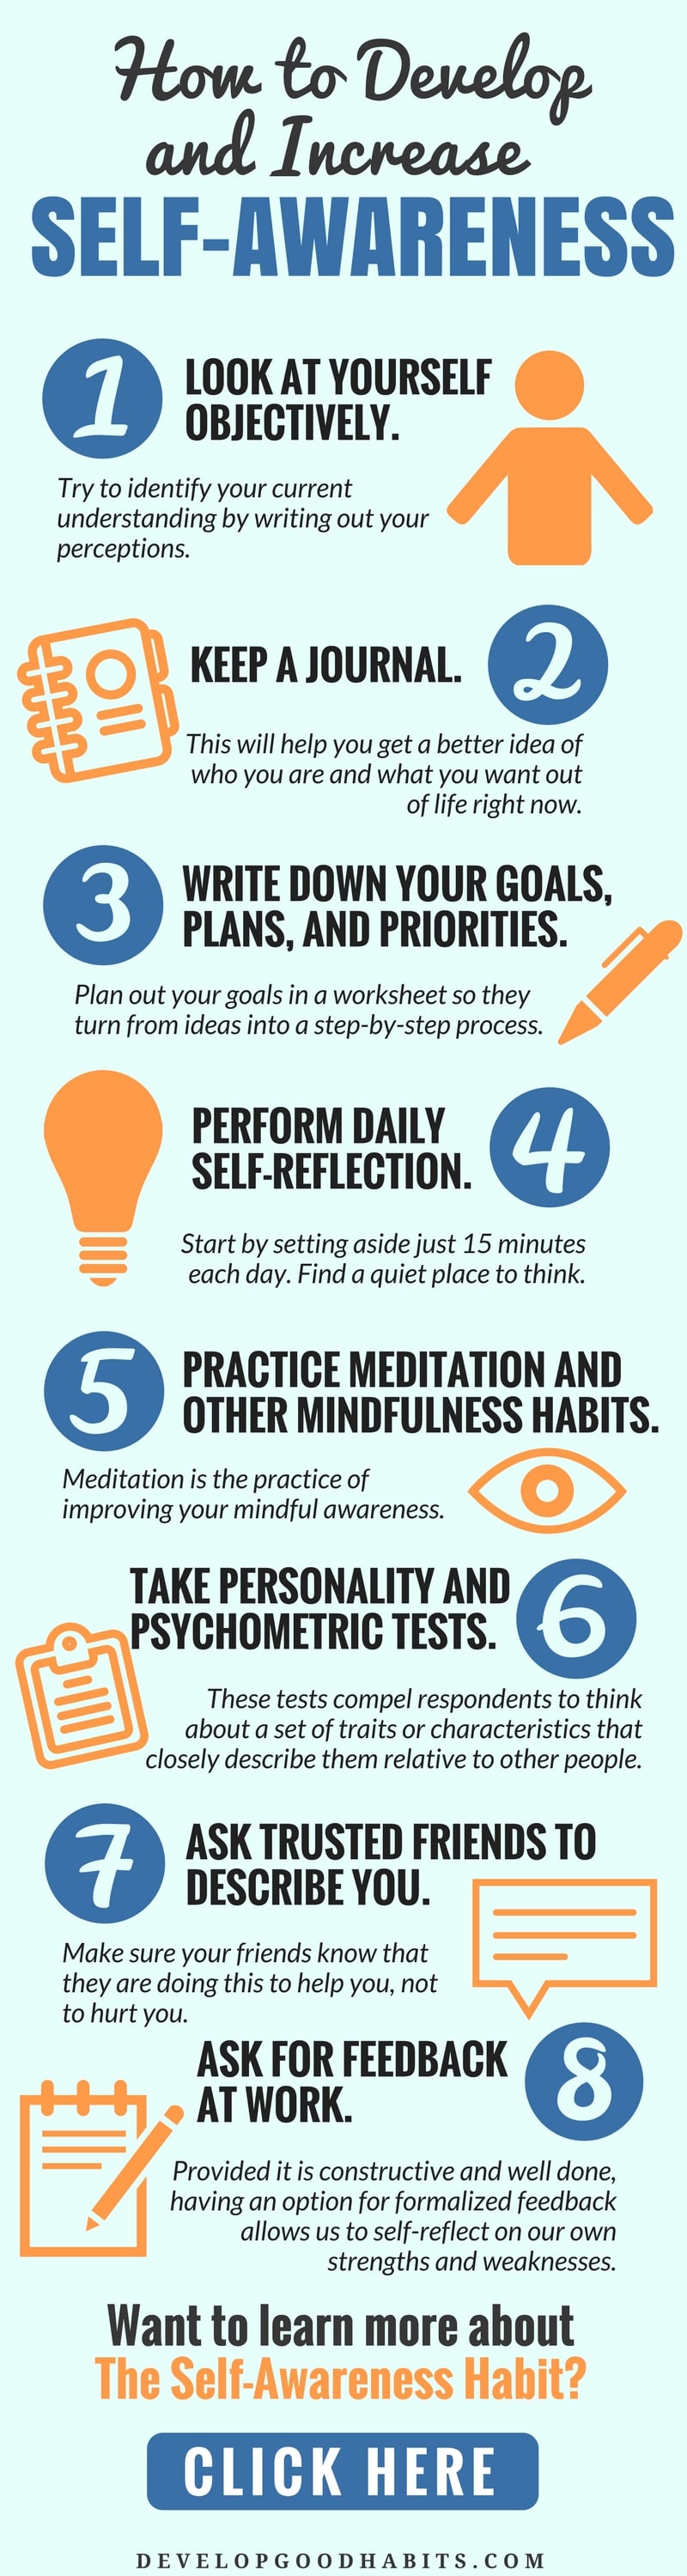 How to Develop
and Increase
SELF-AWARENESS
1
LOOK AT YOURSELF
OBJECTIVELY.
Try to identify your current
understanding by writing out your
perceptions.
KEEP A JOURNAL.
2
This will help you get a better idea of
who you are and what you want out
of life right now.
3
WRITE DOWN YOUR GOALS,
PLANS, AND PRIORITIES.
Plan out your goals in a worksheet so they
turn from ideas into a step-by-step process.
PERFORM DAILY
SELF-REFLECTION.
4
Start by setting aside just 15 minutes
each day. Find a quiet place to think.
5
PRACTICE MEDITATION AND
OTHER MINDFULNESS HABITS.
Meditation is the practice of
improving your mindful awareness.
TAKE PERSONALITY AND
PSYCHOMETRIC TESTS.
6
These tests compel respondents to think
about a set of traits or characteristics that
closely describe them relative to other people.
7
ASK TRUSTED FRIENDS TO
DESCRIBE YOU.
Make sure your friends know that
they are doing this to help you, not
to hurt you.
ASK FOR FEEDBACK
AT WORK.
8
Provided it is constructive and well done,
having an option for formalized feedback
allows us to self-reflect on our own
strengths and weaknesses.
Want to learn more about
The Self-Awareness Habit?
CLICK HERE
DEVELOPGOODHABITS.COM